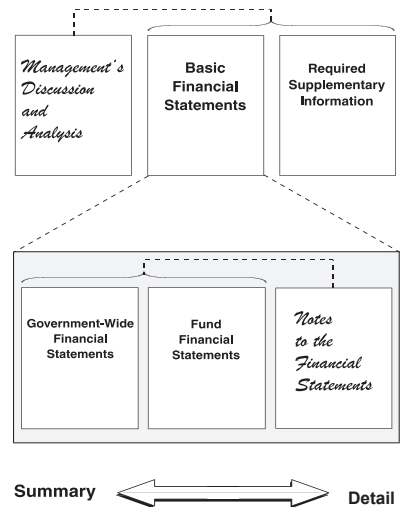 Management's
Discussion
and
Analysis
Basic
Financial
Statements
Required
Supplementary
Information
Government-Wide
Financial
Statements
Fund
Financial
Statements
Notes
to the
Financial
Statements
Summary
Detail